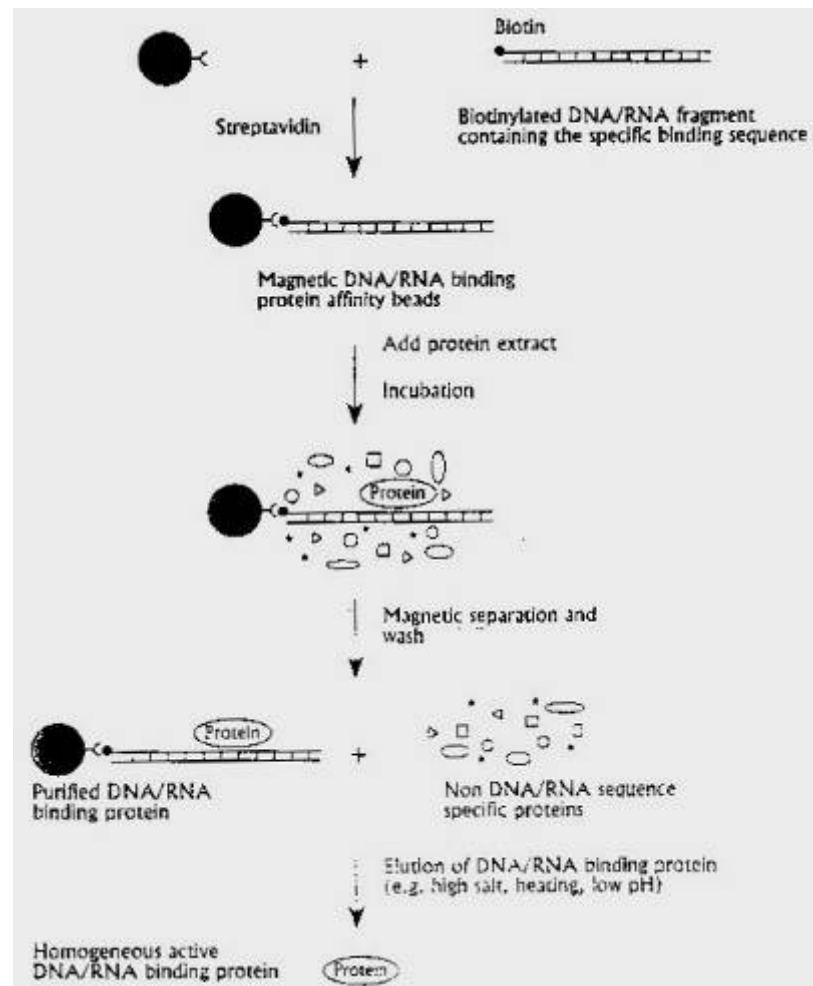 Biotin
+
Streptavidin
Biotinylated DNA/RNA fragment
containing the specific binding sequence
Magnetic DNA/RNA binding
protein affinity beads
Add protein extract
Incubation
Protein
Magnetic separation and
wash
Protein
+
Purified DNA/RNA
binding protein
Non DNA/RNA sequence
specific proteins
Elution of DNA/RNA binding protein
(e.g. high salt, heating, low pH)
Homogeneous active
DNA/RNA binding protein
Protein